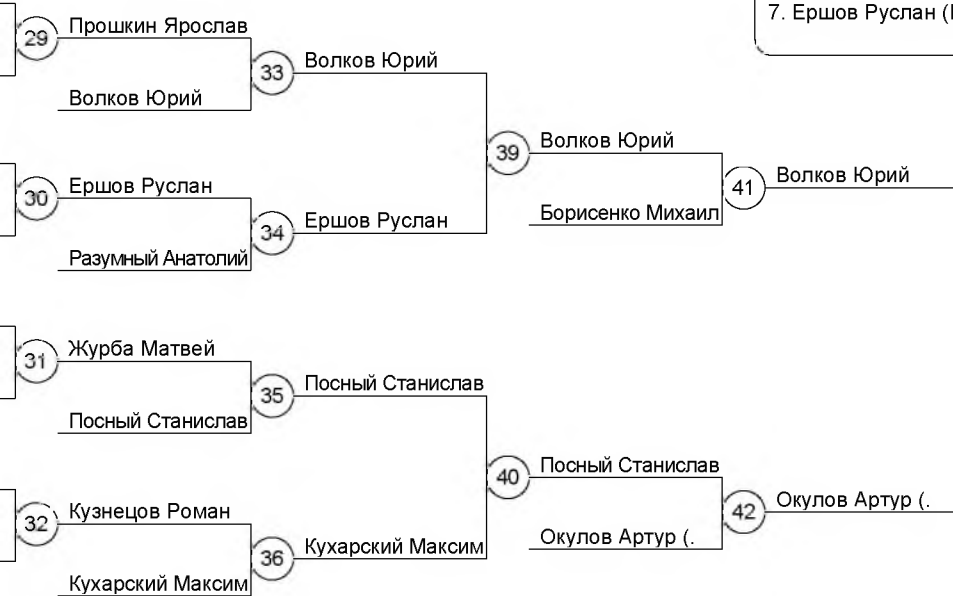 7. Ершов Руслан (
29
Прошкин Ярослав
Волков Юрий
33
Волков Юрий
30
Ершов Руслан
Разумный Анатолий
34
Ершов Руслан
39
Волков Юрий
Борисенко Михаил
41
Волков Юрий
31
Журба Матвей
Посный Станислав
35
Посный Станислав
32
Кузнецов Роман
Кухарский Максим
36
Кухарский Максим
40
Посный Станислав
Окулов Артур (.
42
Окулов Артур (.